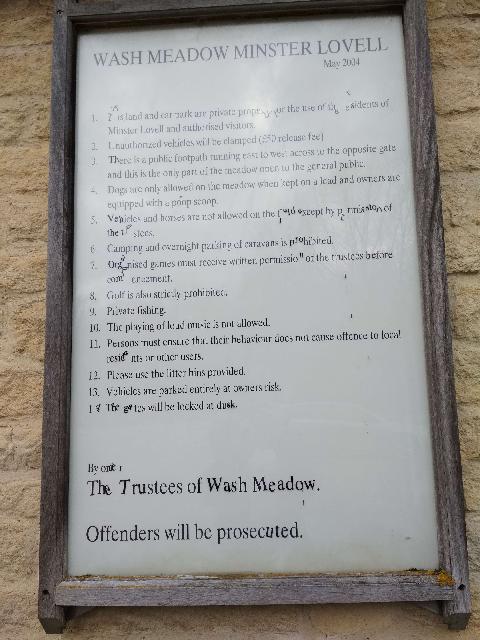 WASH MEADOW MINSTER LOVELL
May 2004
1. This land and car park are private property for the use of the residents of
Minster Lovell and authorised visitors.
2. Unauthorized vehicles will be clamped (£50 release fee)
3. There is a public footpath running east to west across to the opposite gate
and this is the only part of the meadow open to the general public.
4. Dogs are only allowed on the meadow when kept on a lead and owners are
equipped with a poop scoop.
5. Vehicles and horses are not allowed on the field except by permission of
the trustees.
6. Camping and overnight parking of caravans is prohibited.
7. Organised games must receive written permission of the trustees before
commencement.
8. Golf is also strictly prohibited.
9. Private fishing.
10. The playing of loud music is not allowed.
11. Persons must ensure that their behaviour does not cause offence to local
residents or other users.
12. Please use the litter bins provided.
13. Vehicles are parked entirely at owners risk.
14 The gates will be locked at dusk.
By order
The Trustees of Wash Meadow.
Offenders will be prosecuted.